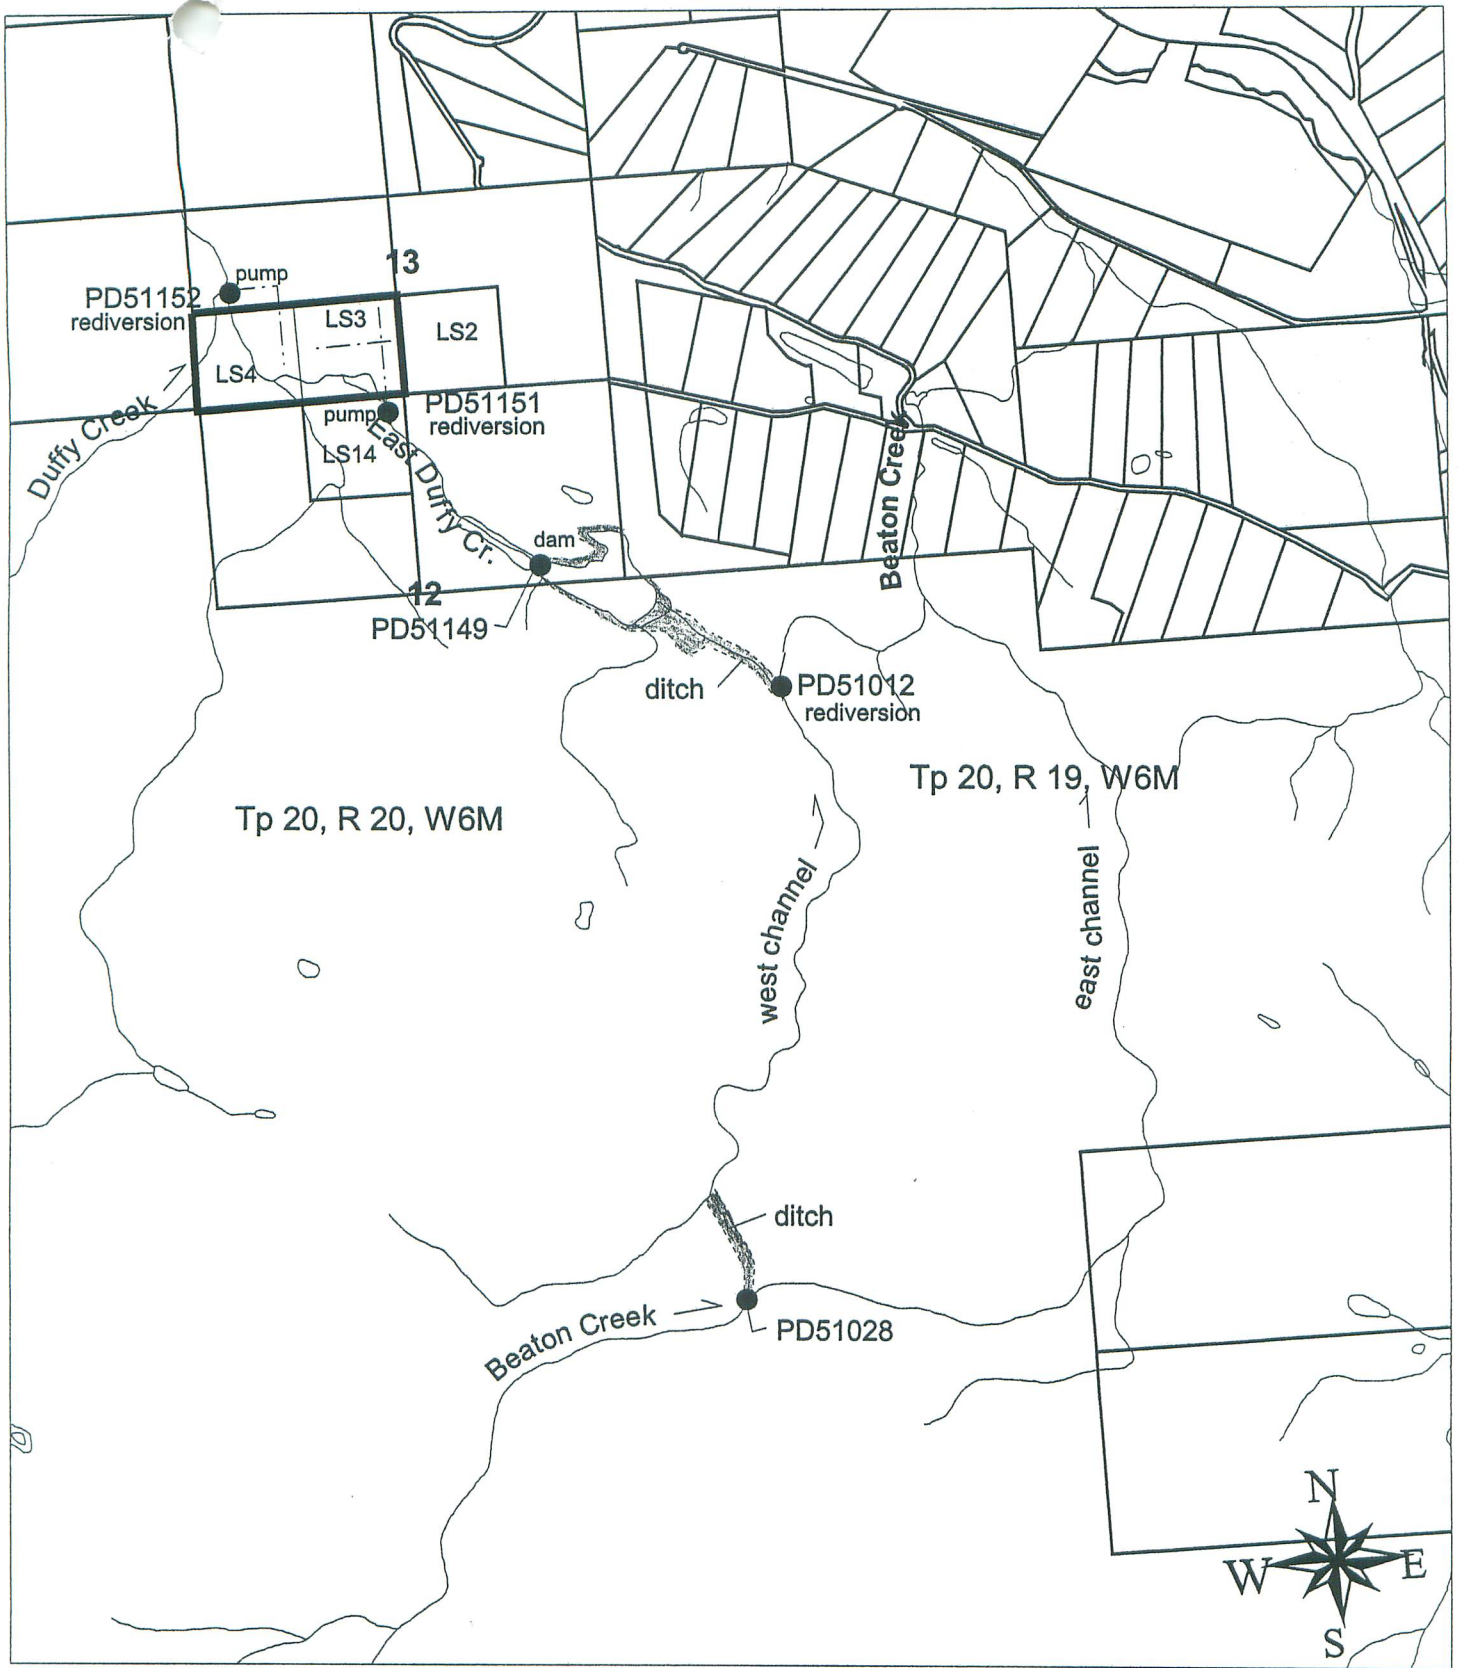 13
pump
PD51152
rediversion
LS3
LS2
LS4
PD51151
pump
rediversion
Duffy Creek
LS14
East Duffy Cr.
Beaton Creek
dam
12
PD51149
ditch
PD51012
rediversion
Tp 20, R 19, W6M
Tp 20, R 20, W6M
west channel
east channel
ditch
Beaton Creek
PD51028
N
W
E
S